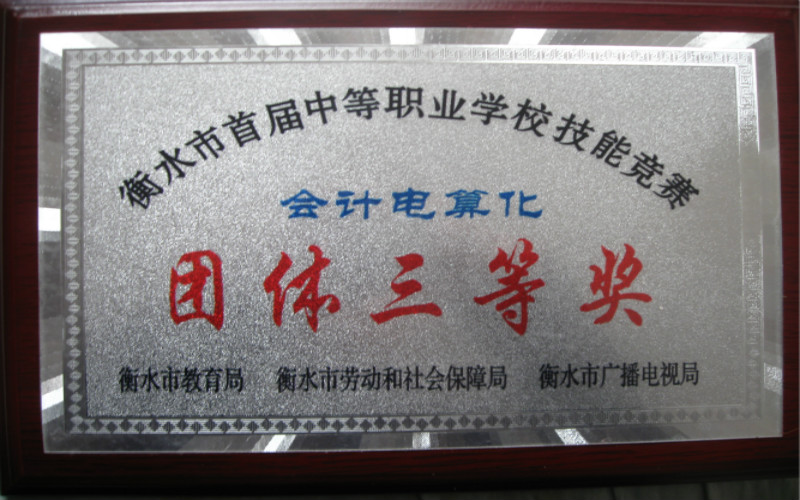 衡水市首届中等职业学校技能竞赛
会计电算化
团体三等奖
衡水市教育局 衡水市劳动和社会保障局 衡水市广播电视局